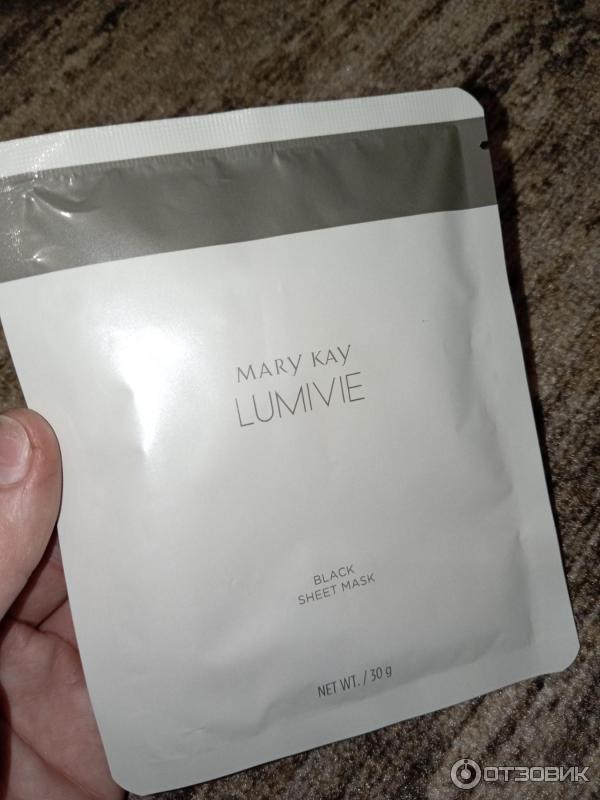 MARY KAY
LUMIVIE
BLACK
SHEET MASK
NET WT. / 30 g
ОТЗОВИК